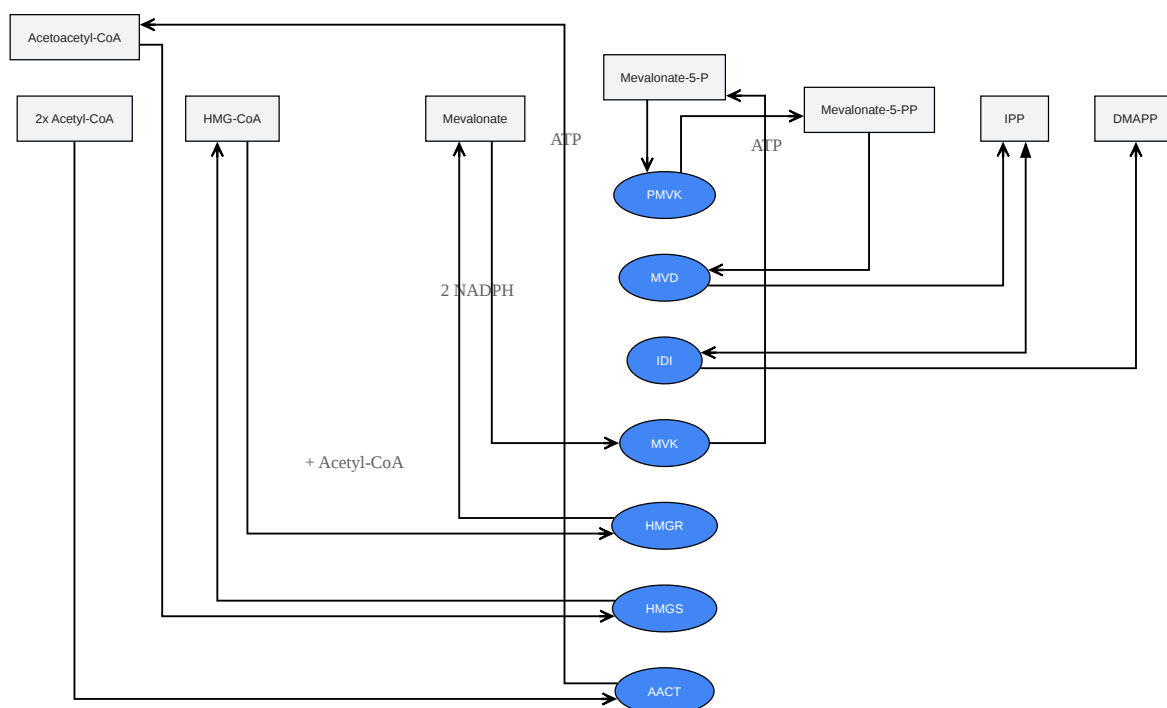 Acetoacetyl-CoA
Mevalonate-5-P
2x Acetyl-CoA
HMG-CoA
Mevalonate
Mevalonate-5-PP
IPP
DMAPP
ATP
ATP
PMVK
MVD
2 NADPH
IDI
MVK
+ Acetyl-CoA
HMGR
HMGS
AACT